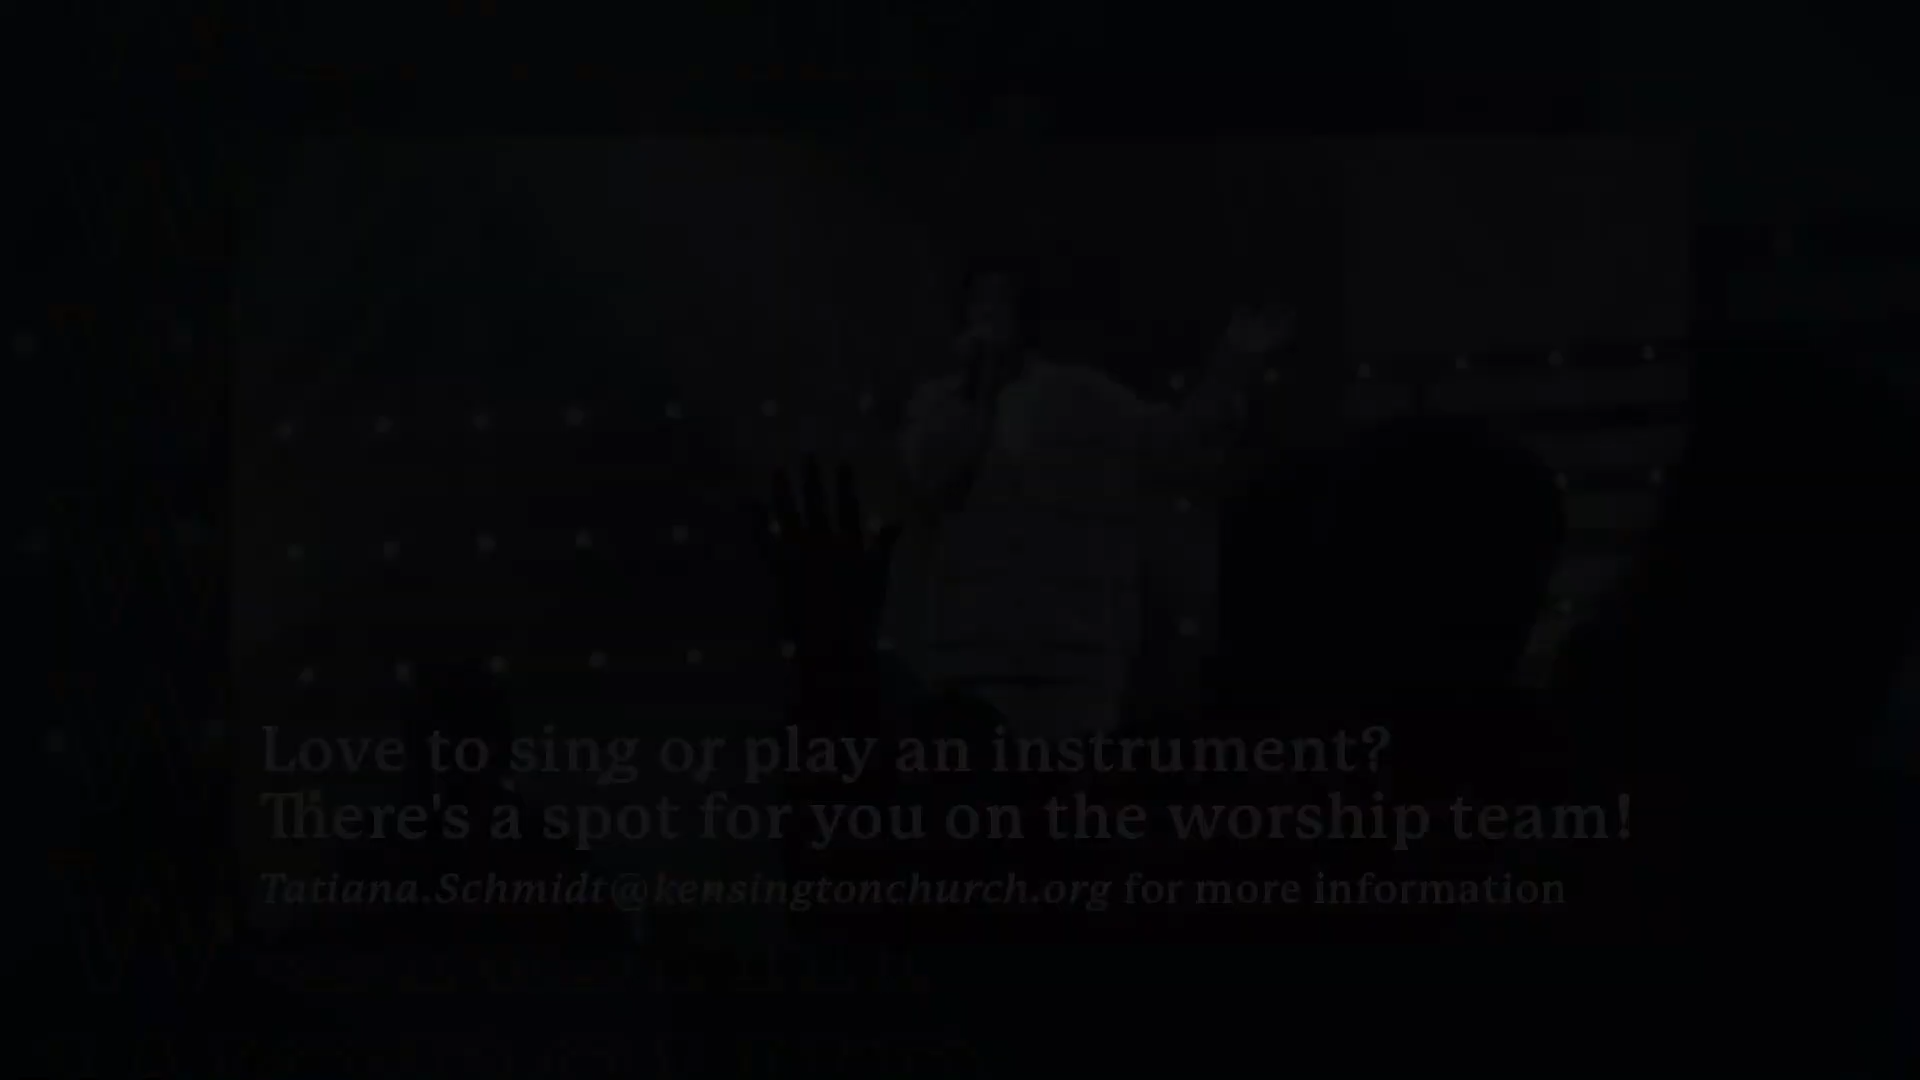 Love to sing or play an instrument?
There's a spot for you on the worship team!
Tatiana.Schmidt@kensingtonchurch.org for more information